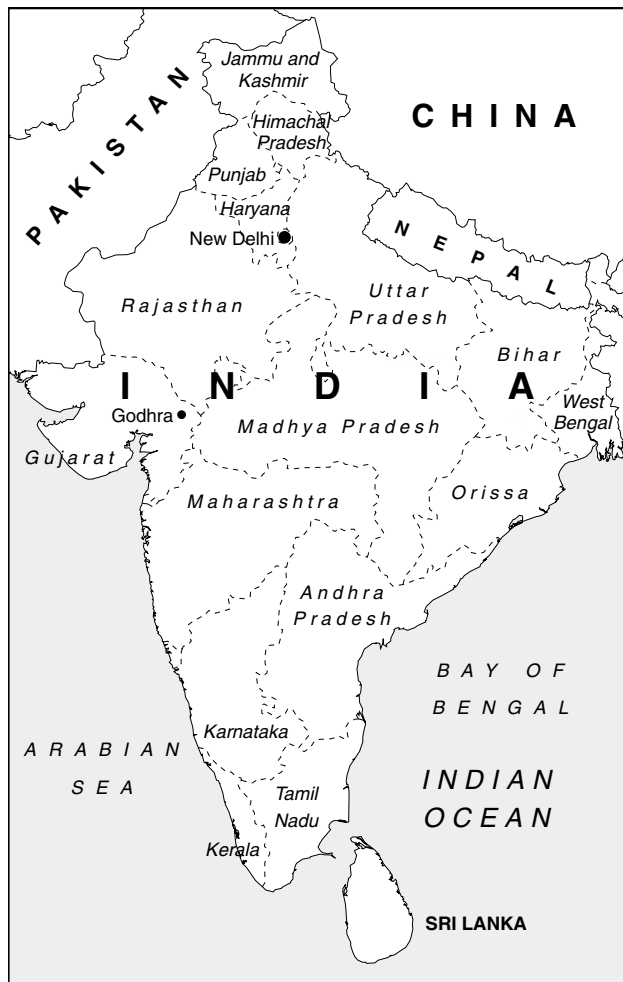 Jammu and
Kashmir
CHINA
PAKISTAN
Himachal
Pradesh
Punjab
Haryana
New Delhi
NEPAL
Rajasthan
Uttar
Pradesh
Bihar
INDIA
West
Bengal
Godhra
Madhya Pradesh
Gujarat
Maharashtra
Orissa
Andhra
Pradesh
BAY OF
BENGAL
Karnataka
ARABIAN
SEA
INDIAN
OCEAN
Tamil
Nadu
Kerala
SRI LANKA